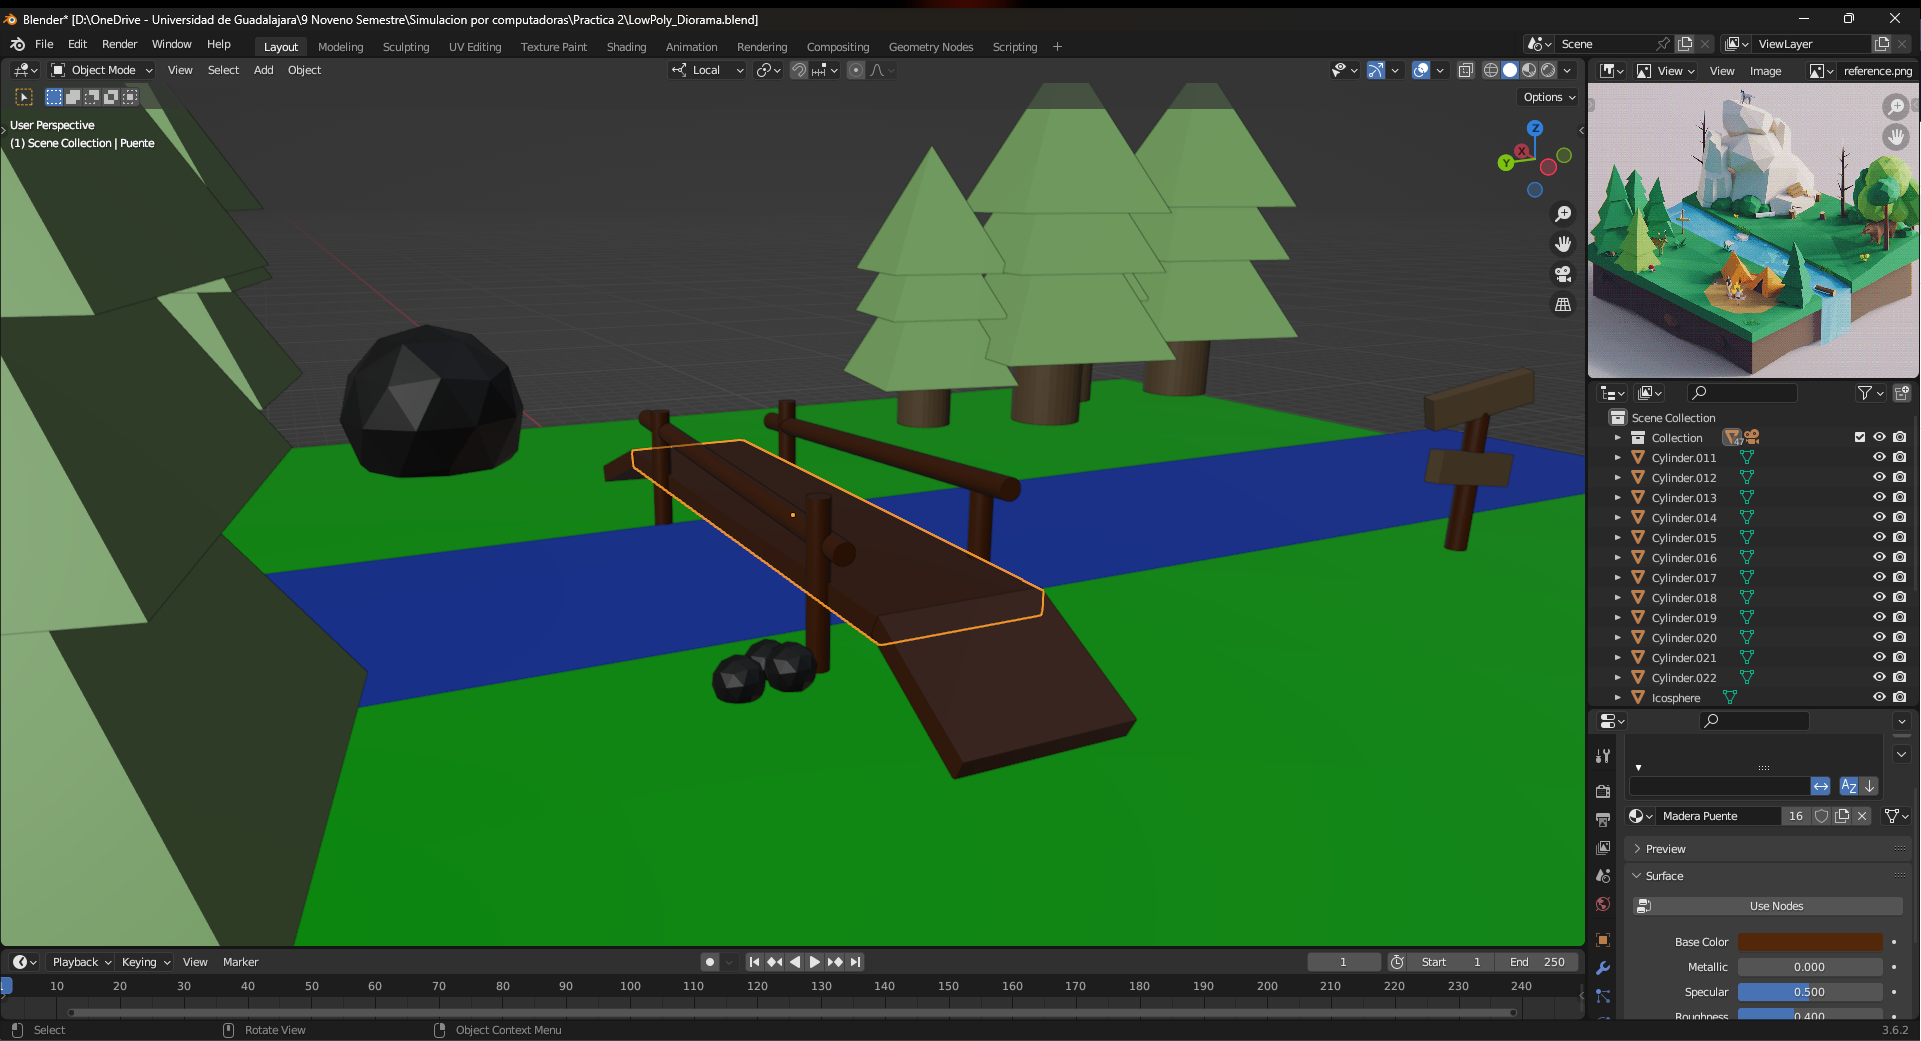 Blender* [D:\OneDrive - Universidad de Guadalajara\9 Noveno Semestre\Simulacion por computadoras\Practica 2\LowPoly_Diorama.blend]
File Edit Render Window Help Layout Modeling Sculpting UV Editing Texture Paint Shading Animation Rendering Compositing Geometry Nodes Scripting + Scene ViewLayer
Object Mode View Select Add Object Local View View Image reference.png
Options
User Perspective
(1) Scene Collection | Puente
Z
X
Y
Scene Collection
Collection 47
Cylinder.011
Cylinder.012
Cylinder.013
Cylinder.014
Cylinder.015
Cylinder.016
Cylinder.017
Cylinder.018
Cylinder.019
Cylinder.020
Cylinder.021
Cylinder.022
Icosphere
AZ
Madera Puente 16
Preview
Surface
Use Nodes
Base Color
Metallic 0.000
Specular 0.500
Roughness 0.400
Playback Keying View Marker 1 Start 1 End 250
1 10 20 30 40 50 60 70 80 90 100 110 120 130 140 150 160 170 180 190 200 210 220 230 240
Select Rotate View Object Context Menu 3.6.2